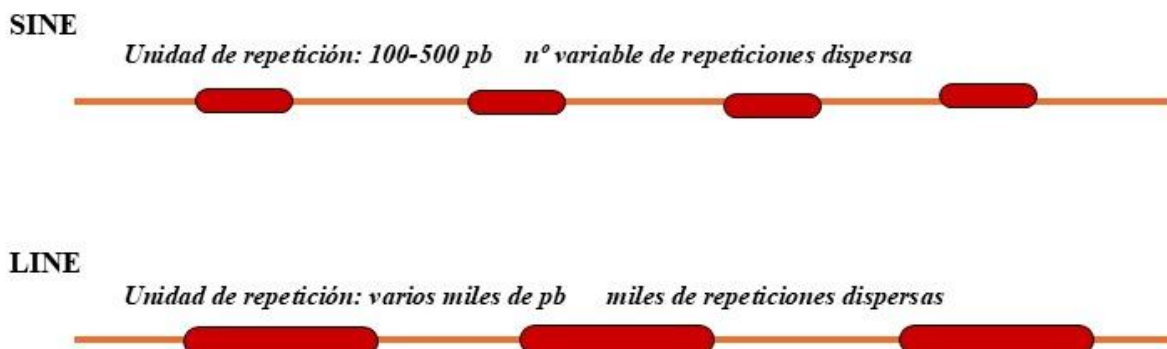 SINE
Unidad de repetición: 100-500 pb nº variable de repeticiones dispersa
LINE
Unidad de repetición: varios miles de pb miles de repeticiones dispersas